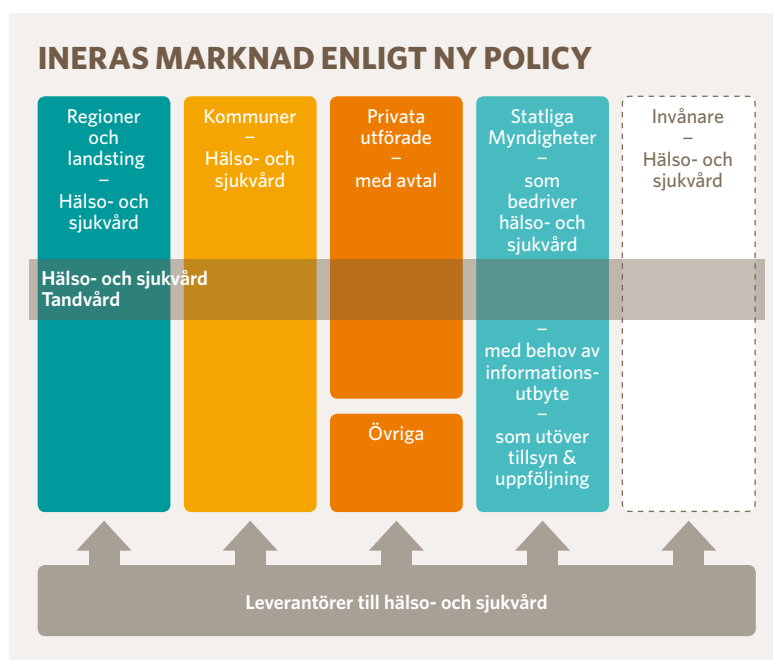 INERAS MARKNAD ENLIGT NY POLICY
Regioner
och
landsting
–
Hälso- och
sjukvård
Kommuner
–
Hälso- och
sjukvård
Privata
utförade
–
med avtal
Övriga
Statliga
Myndigheter
–
som
bedriver
hälso- och
sjukvård
–
med behov av
informations-
utbyte
–
som utöver
tillsyn &
uppföljning
Invånare
–
Hälso- och
sjukvård
Hälso- och sjukvård
Tandvård
Leverantörer till hälso- och sjukvård